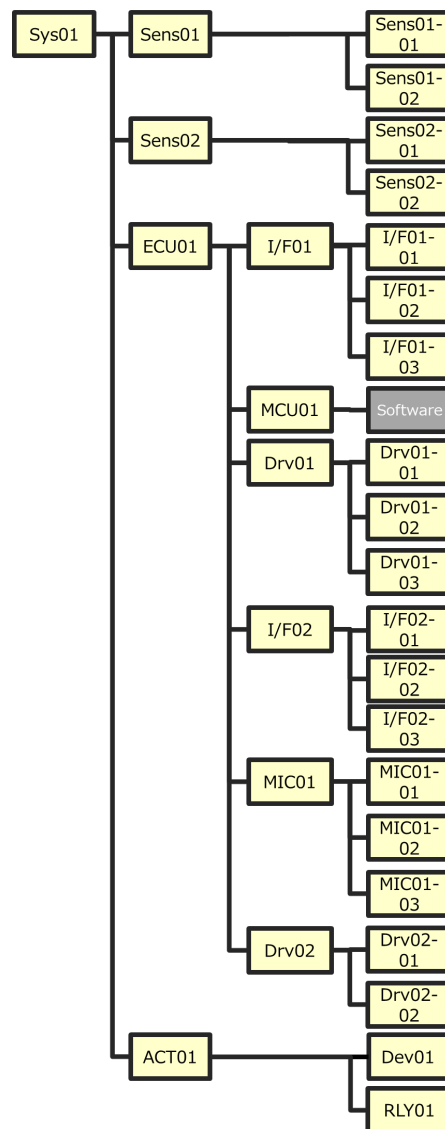 Sys01
Sens01
Sens01-
01
Sens01-
02
Sens02
Sens02-
01
Sens02-
02
ECU01
I/F01
I/F01-
01
I/F01-
02
I/F01-
03
MCU01
Software
Drv01
Drv01-
01
Drv01-
02
Drv01-
03
I/F02
I/F02-
01
I/F02-
02
I/F02-
03
MIC01
MIC01-
01
MIC01-
02
MIC01-
03
Drv02
Drv02-
01
Drv02-
02
ACT01
Dev01
RLY01